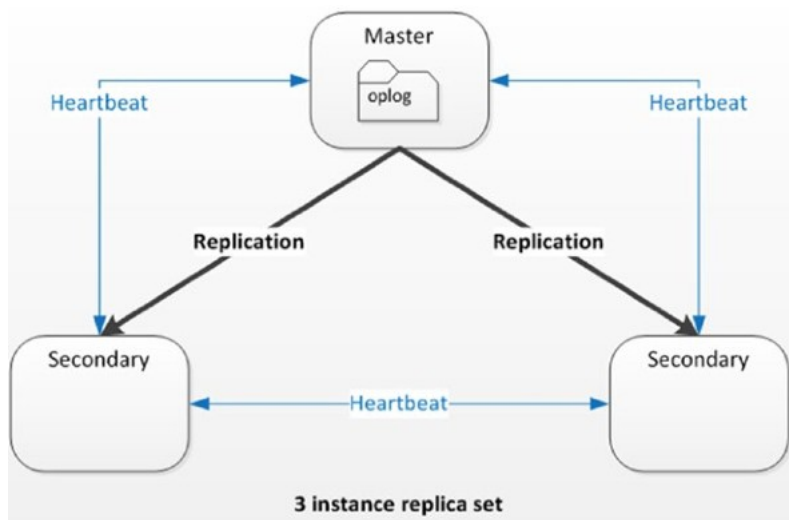 Master
oplog
Heartbeat
Heartbeat
Replication
Replication
Secondary
Secondary
Heartbeat
3 instance replica set